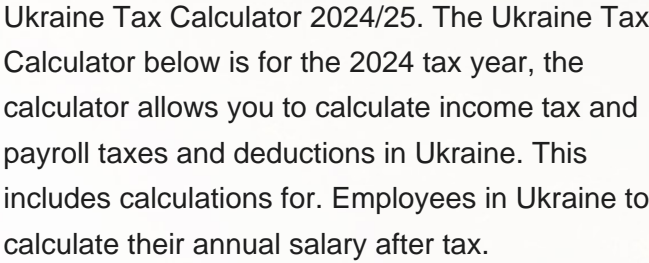 Ukraine Tax Calculator 2024/25. The Ukraine Tax
Calculator below is for the 2024 tax year, the
calculator allows you to calculate income tax and
payroll taxes and deductions in Ukraine. This
includes calculations for. Employees in Ukraine to
calculate their annual salary after tax.